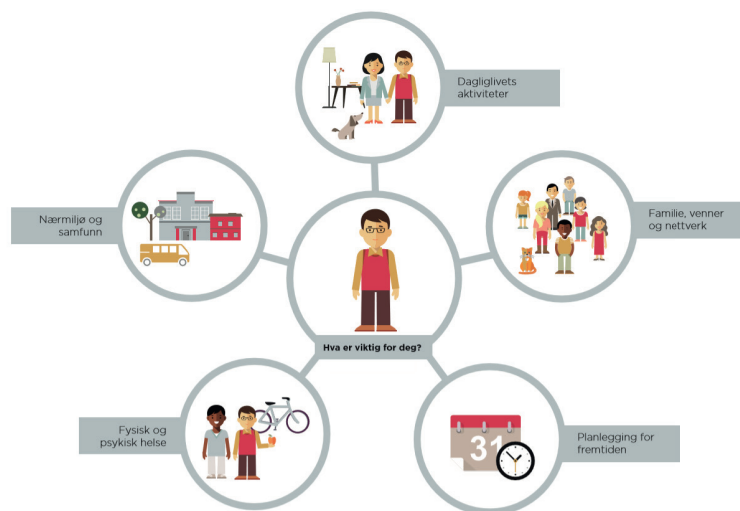 Dagliglivets
aktiviteter
Nærmiljø og
samfunn
Familie, venner
og nettverk
Hva er viktig for deg?
Fysisk og
psykisk helse
31
Planlegging for
fremtiden